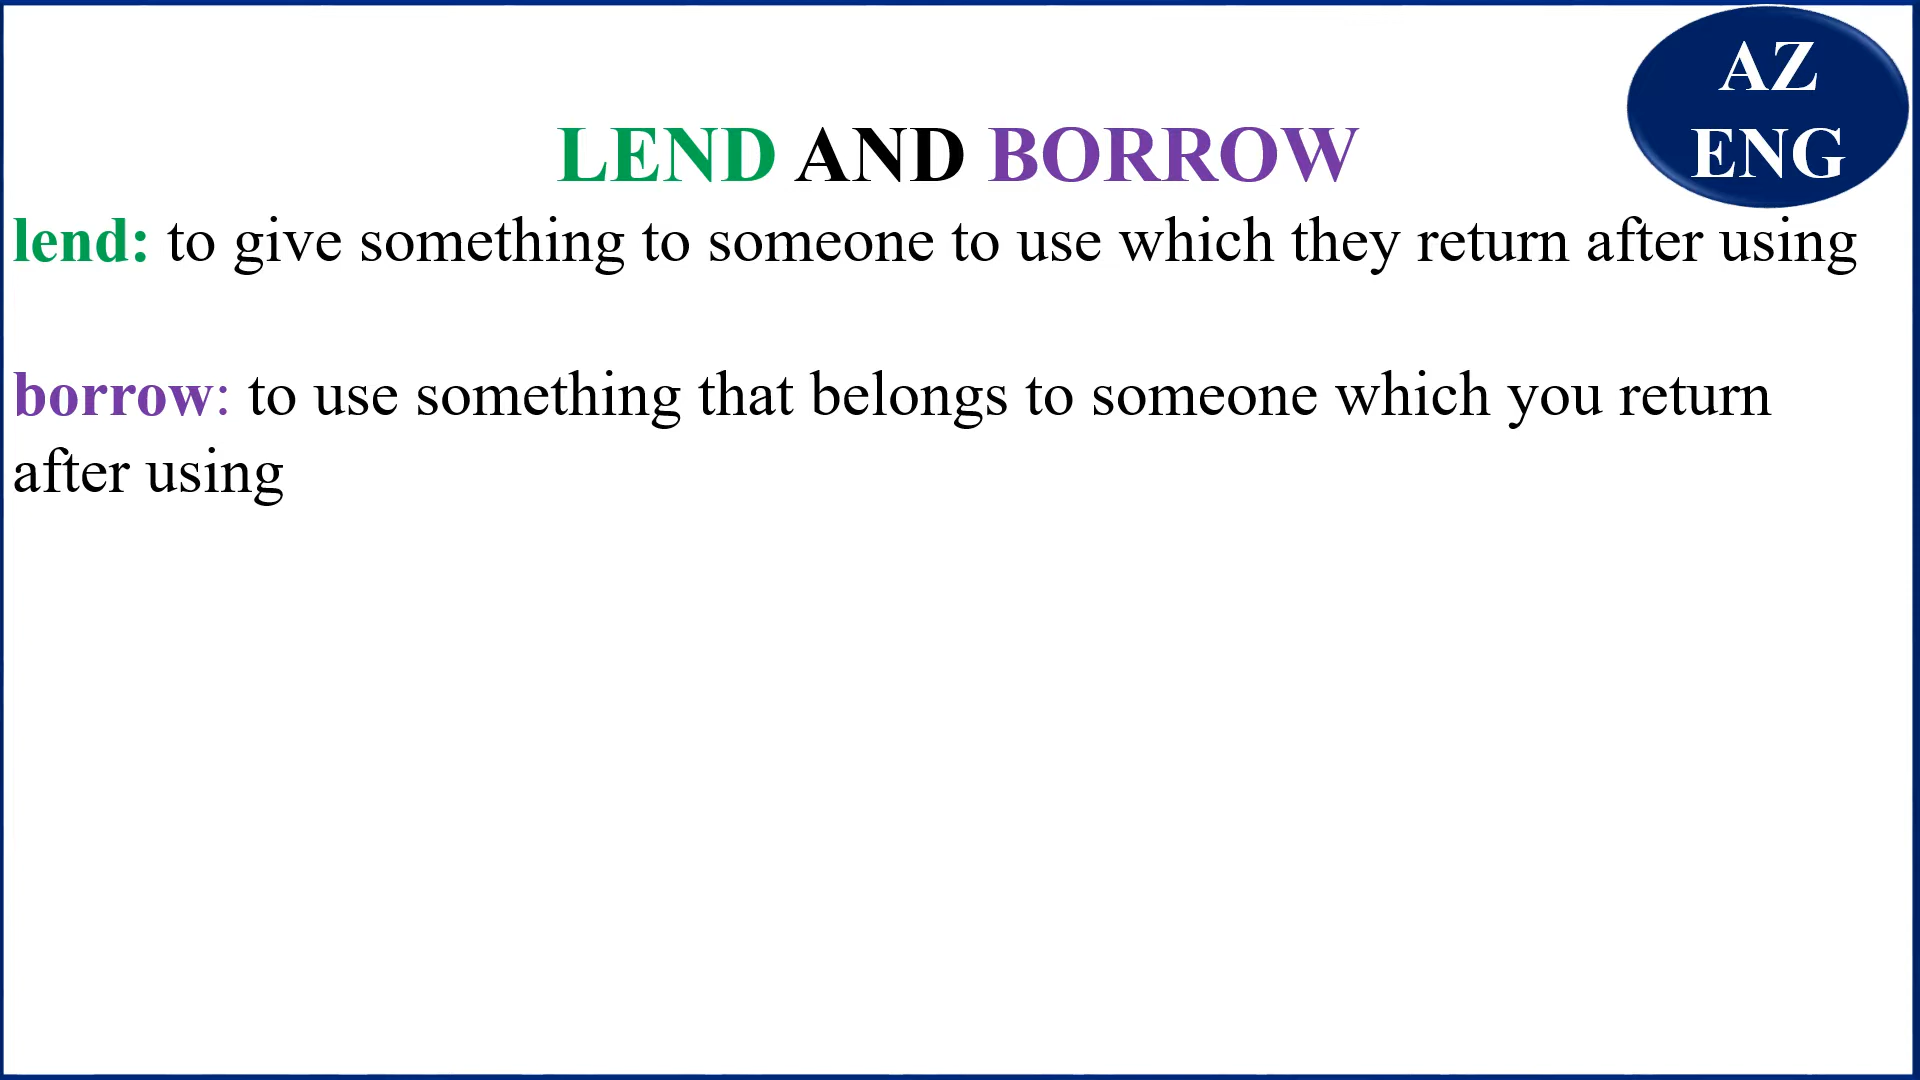 AZ
ENG
LEND AND BORROW
lend: to give something to someone to use which they return after using
borrow: to use something that belongs to someone which you return
after using